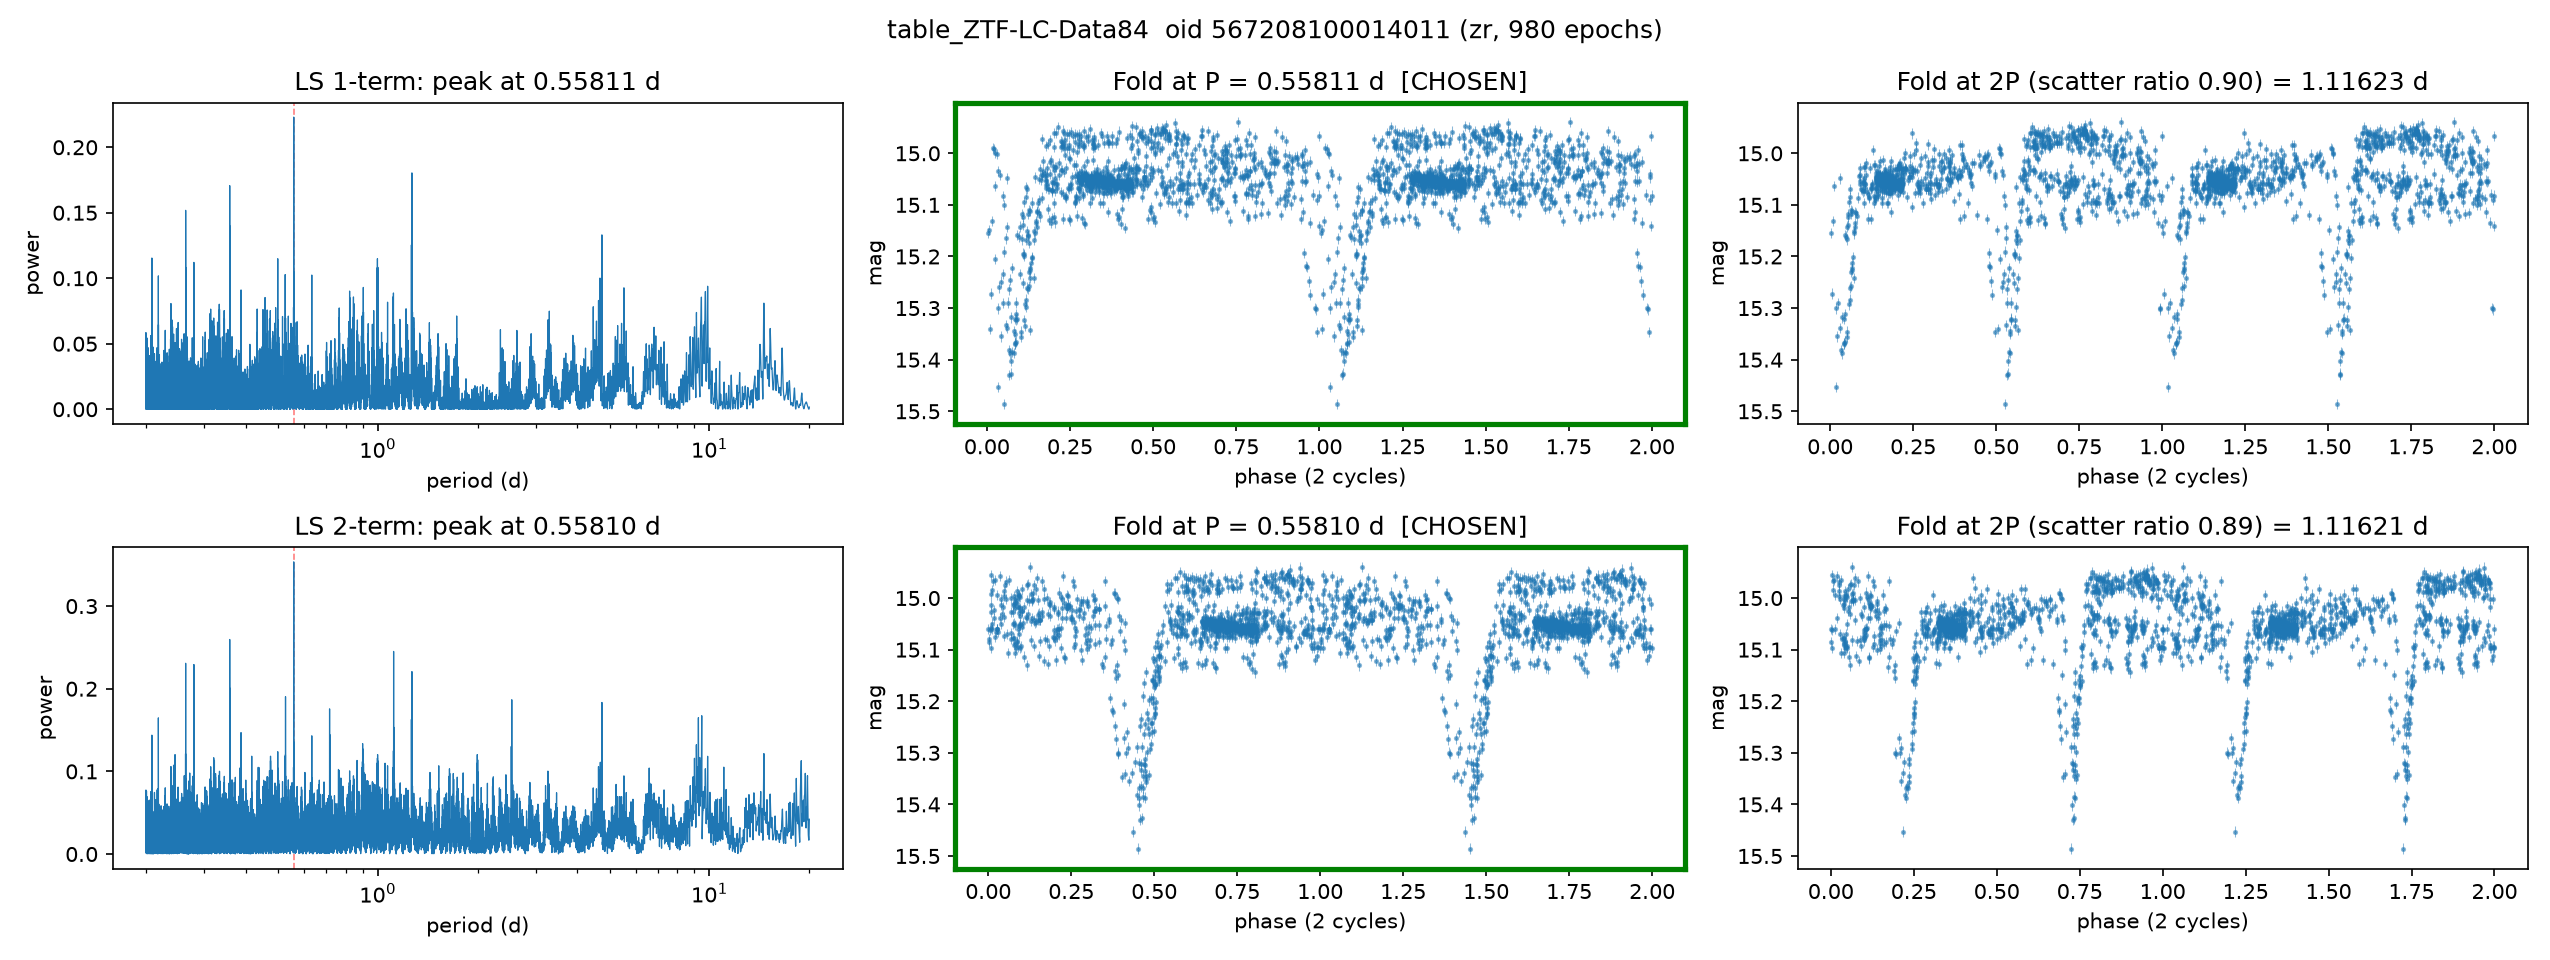 table_ZTF-LC-Data84 oid 567208100014011 (zr, 980 epochs)
LS 1-term: peak at 0.55811 d
power
0.20
0.15
0.10
0.05
0.00
10⁰
10¹
period (d)
Fold at P = 0.55811 d [CHOSEN]
mag
15.0
15.1
15.2
15.3
15.4
15.5
0.00 0.25 0.50 0.75 1.00 1.25 1.50 1.75 2.00
phase (2 cycles)
Fold at 2P (scatter ratio 0.90) = 1.11623 d
mag
15.0
15.1
15.2
15.3
15.4
15.5
0.00 0.25 0.50 0.75 1.00 1.25 1.50 1.75 2.00
phase (2 cycles)
LS 2-term: peak at 0.55810 d
power
0.3
0.2
0.1
0.0
10⁰
10¹
period (d)
Fold at P = 0.55810 d [CHOSEN]
mag
15.0
15.1
15.2
15.3
15.4
15.5
0.00 0.25 0.50 0.75 1.00 1.25 1.50 1.75 2.00
phase (2 cycles)
Fold at 2P (scatter ratio 0.89) = 1.11621 d
mag
15.0
15.1
15.2
15.3
15.4
15.5
0.00 0.25 0.50 0.75 1.00 1.25 1.50 1.75 2.00
phase (2 cycles)